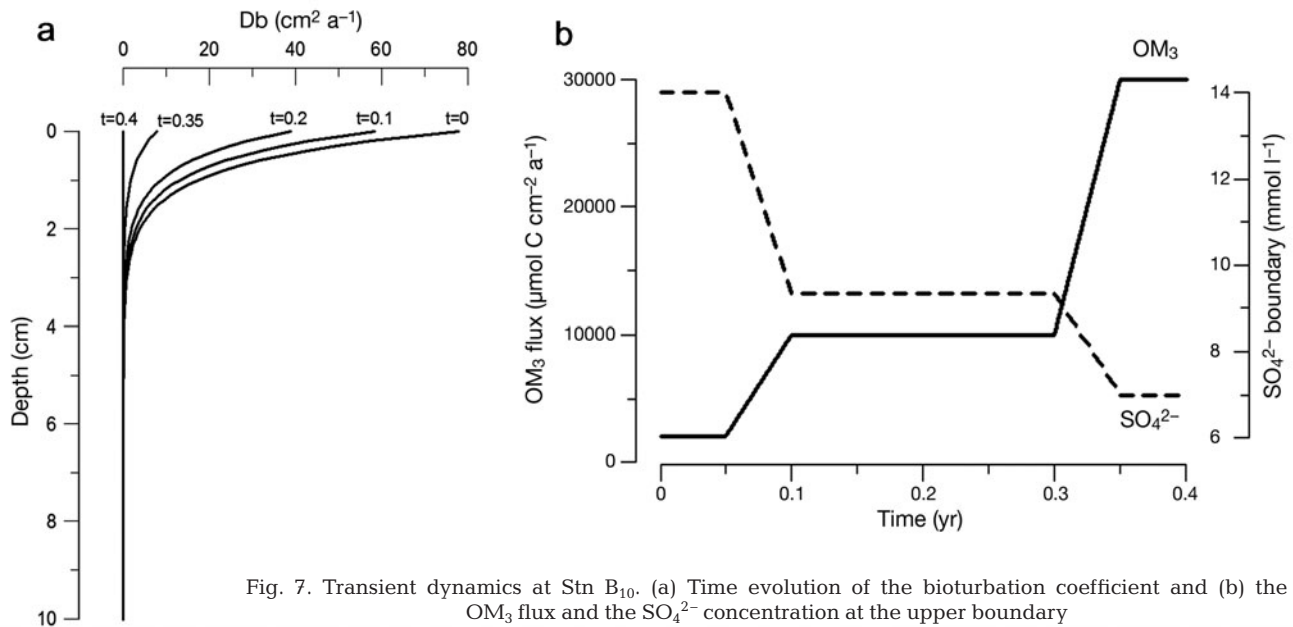 a
Db (cm² a⁻¹)
0 20 40 60 80
t=0.4 t=0.35 t=0.2 t=0.1 t=0
0
2
4
6
8
10
Depth (cm)
b
OM₃
30000
20000
10000
0
OM₃ flux (µmol C cm⁻² a⁻¹)
14
12
10
8
6
SO₄²⁻ boundary (mmol l⁻¹)
SO₄²⁻
0 0.1 0.2 0.3 0.4
Time (yr)
Fig. 7. Transient dynamics at Stn B₁₀. (a) Time evolution of the bioturbation coefficient and (b) the
OM₃ flux and the SO₄²⁻ concentration at the upper boundary